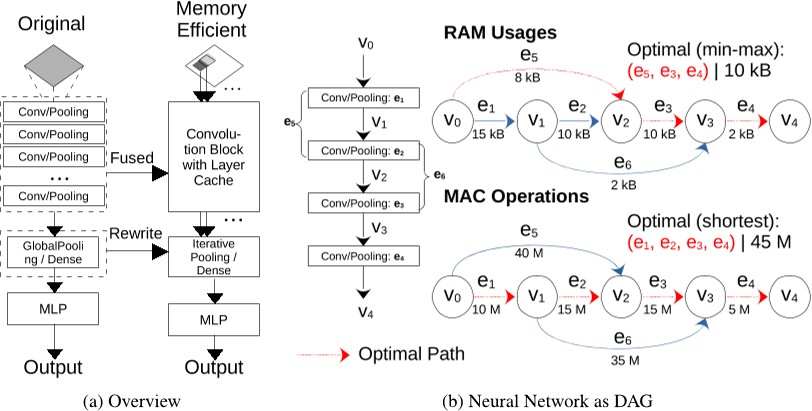 Original
Conv/Pooling
Conv/Pooling
Conv/Pooling
...
Conv/Pooling
GlobalPooli
ng / Dense
MLP
Output
Fused
Rewrite
Memory
Efficient
...
Convolu-
tion Block
with Layer
Cache
...
Iterative
Pooling /
Dense
MLP
Output
(a) Overview
V0
Conv/Pooling: e1
V1
e5
Conv/Pooling: e2
V2
e6
Conv/Pooling: e3
V3
Conv/Pooling: e4
V4
RAM Usages
Optimal (min-max):
(e5, e3, e4) | 10 kB
e5
8 kB
V0 e1 V1 e2 V2 e3 V3 e4 V4
15 kB 10 kB 10 kB 2 kB
e6
2 kB
MAC Operations
Optimal (shortest):
(e1, e2, e3, e4) | 45 M
e5
40 M
V0 e1 V1 e2 V2 e3 V3 e4 V4
10 M 15 M 15 M 5 M
e6
35 M
Optimal Path
(b) Neural Network as DAG